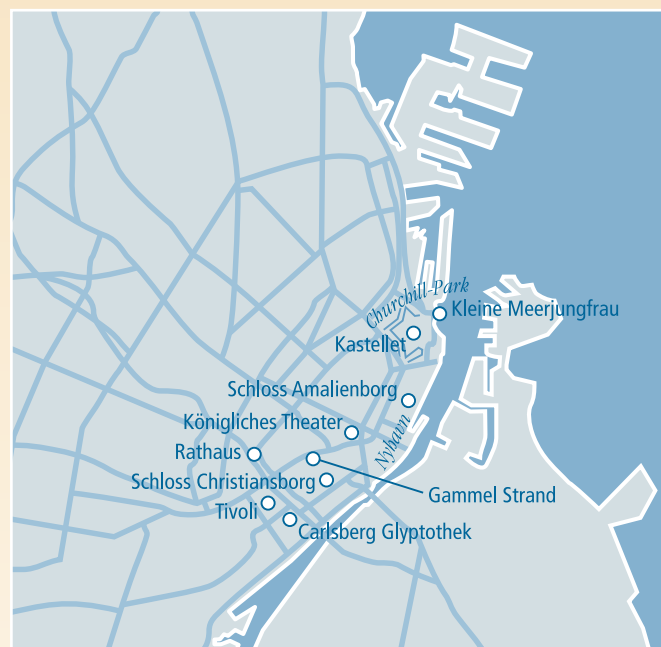 Churchill-Park
Kleine Meerjungfrau
Kastellet
Schloss Amalienborg
Königliches Theater
Nyhavn
Rathaus
Schloss Christiansborg
Gammel Strand
Tivoli
Carlsberg Glyptothek